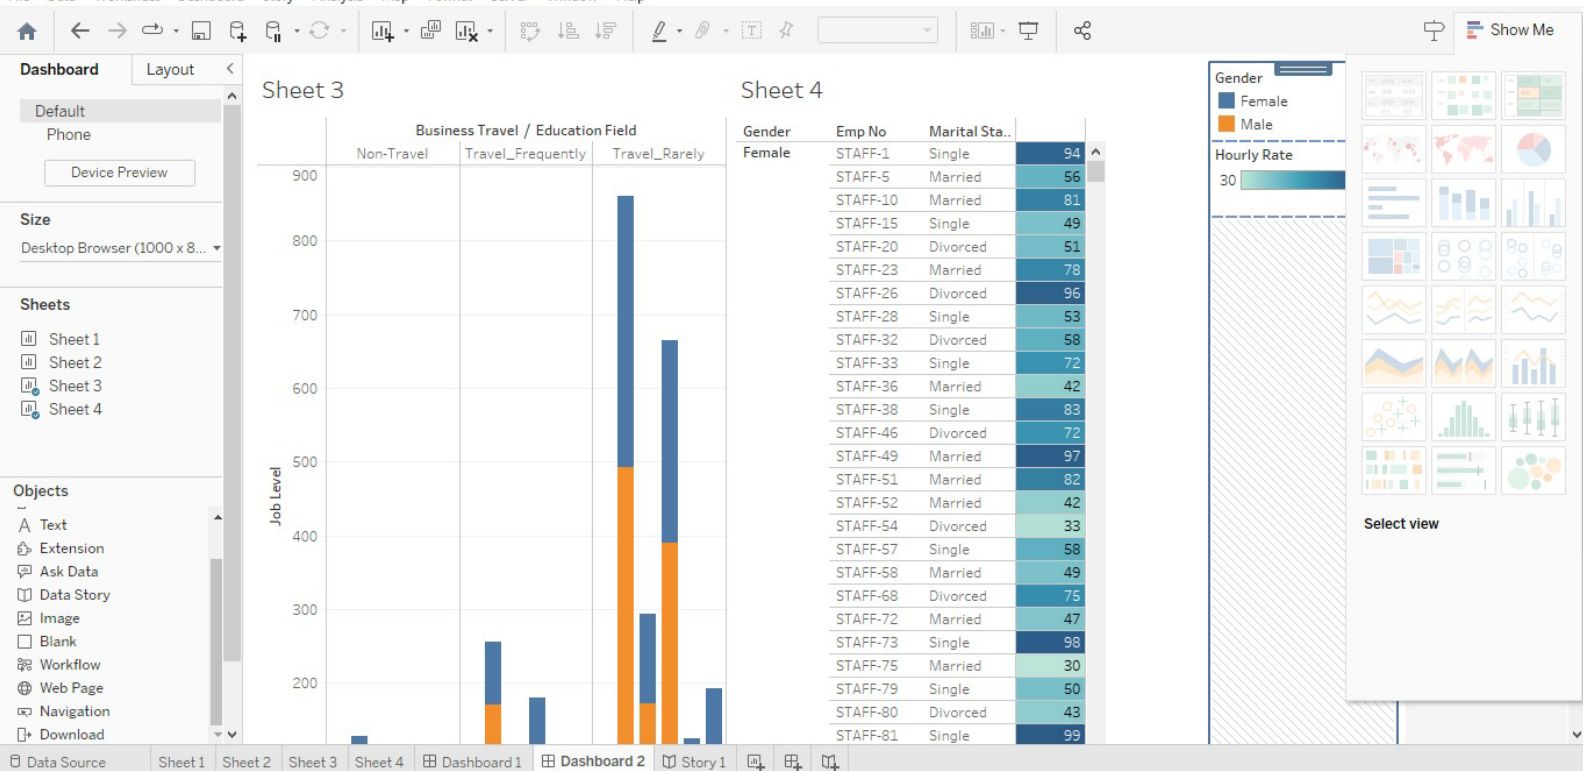 Show Me
Dashboard
Layout
Default
Phone
Device Preview
Size
Desktop Browser (1000 x 8...
Sheets
Sheet 1
Sheet 2
Sheet 3
Sheet 4
Objects
Text
Extension
Ask Data
Data Story
Image
Blank
Workflow
Web Page
Navigation
Download
Sheet 3
Business Travel / Education Field
Non-Travel Travel_Frequently Travel_Rarely
900
800
700
600
500
400
300
200
Job Level
Sheet 4
Gender Emp No Marital Sta..
Female STAFF-1 Single 94
STAFF-5 Married 56
STAFF-10 Married 81
STAFF-15 Single 49
STAFF-20 Divorced 51
STAFF-23 Married 78
STAFF-26 Divorced 96
STAFF-28 Single 53
STAFF-32 Divorced 58
STAFF-33 Single 72
STAFF-36 Married 42
STAFF-38 Single 83
STAFF-46 Divorced 72
STAFF-49 Married 97
STAFF-51 Married 82
STAFF-52 Married 42
STAFF-54 Divorced 33
STAFF-57 Single 58
STAFF-58 Married 49
STAFF-68 Divorced 75
STAFF-72 Married 47
STAFF-73 Single 98
STAFF-75 Married 30
STAFF-79 Single 50
STAFF-80 Divorced 43
STAFF-81 Single 99
Gender
Female
Male
Hourly Rate
30
Select view
Data Source Sheet 1 Sheet 2 Sheet 3 Sheet 4 Dashboard 1 Dashboard 2 Story 1